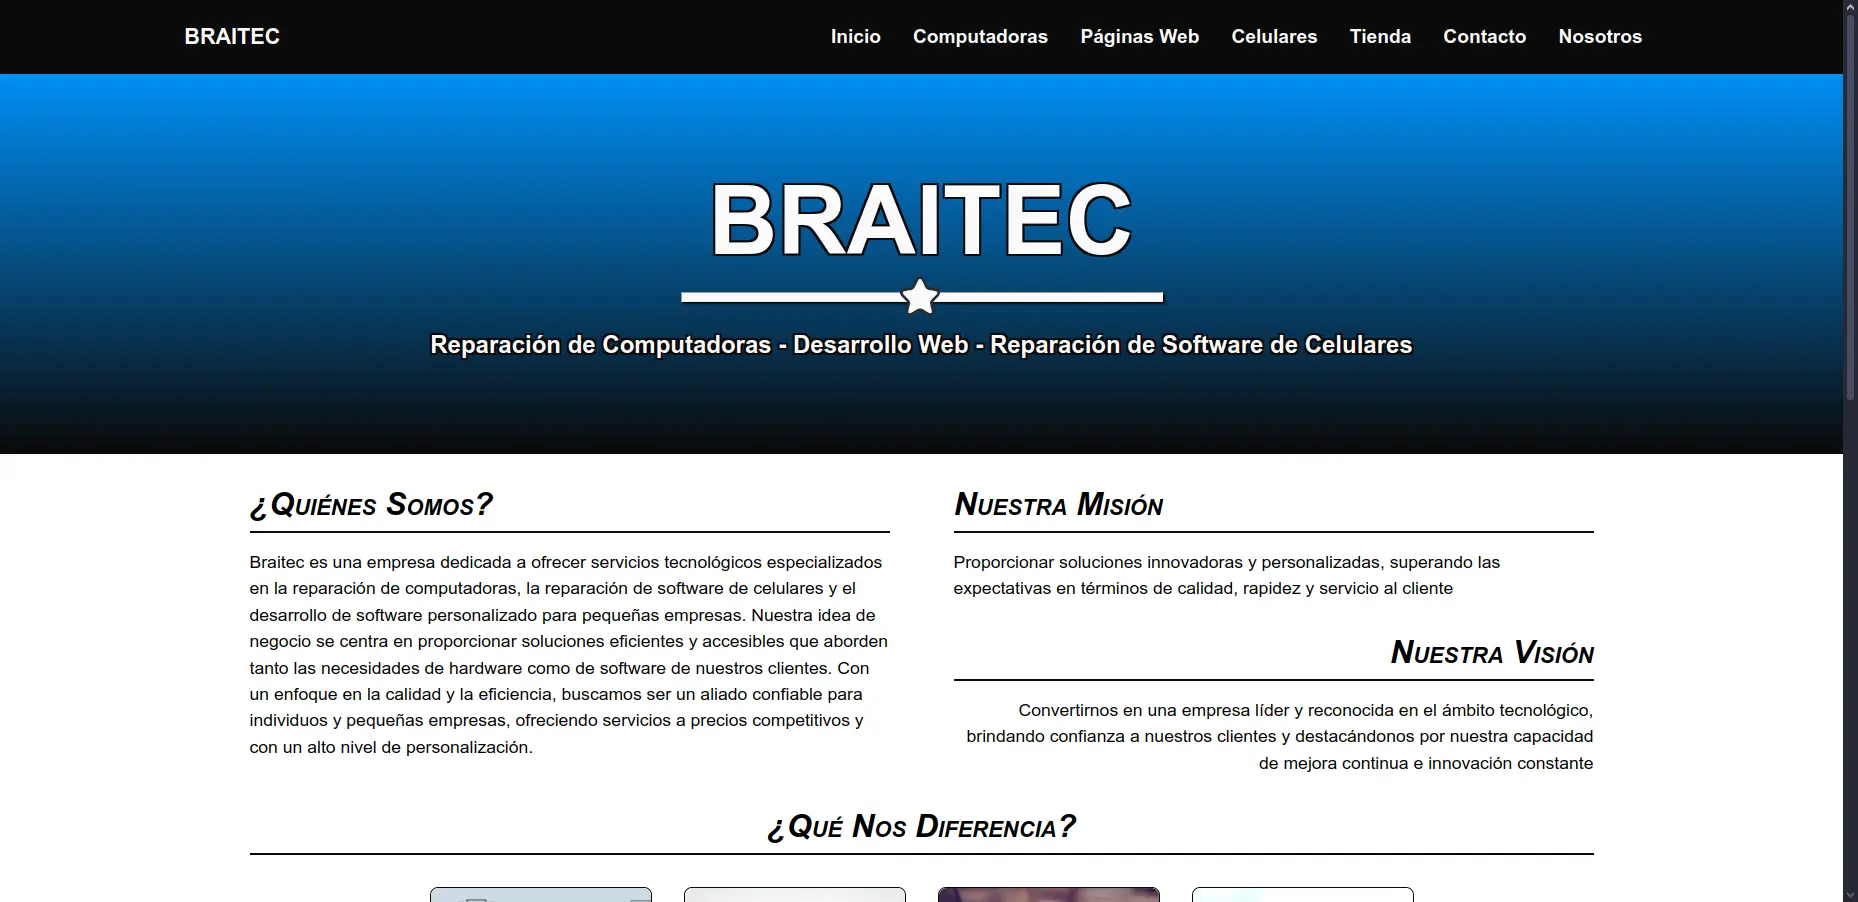 BRAITEC
Inicio Computadoras Páginas Web Celulares Tienda Contacto Nosotros
BRAITEC
Reparación de Computadoras - Desarrollo Web - Reparación de Software de Celulares
¿Quiénes Somos?
Braitec es una empresa dedicada a ofrecer servicios tecnológicos especializados
en la reparación de computadoras, la reparación de software de celulares y el
desarrollo de software personalizado para pequeñas empresas. Nuestra idea de
negocio se centra en proporcionar soluciones eficientes y accesibles que aborden
tanto las necesidades de hardware como de software de nuestros clientes. Con
un enfoque en la calidad y la eficiencia, buscamos ser un aliado confiable para
individuos y pequeñas empresas, ofreciendo servicios a precios competitivos y
con un alto nivel de personalización.
Nuestra Misión
Proporcionar soluciones innovadoras y personalizadas, superando las
expectativas en términos de calidad, rapidez y servicio al cliente
Nuestra Visión
Convertirnos en una empresa líder y reconocida en el ámbito tecnológico,
brindando confianza a nuestros clientes y destacándonos por nuestra capacidad
de mejora continua e innovación constante
¿Qué Nos Diferencia?